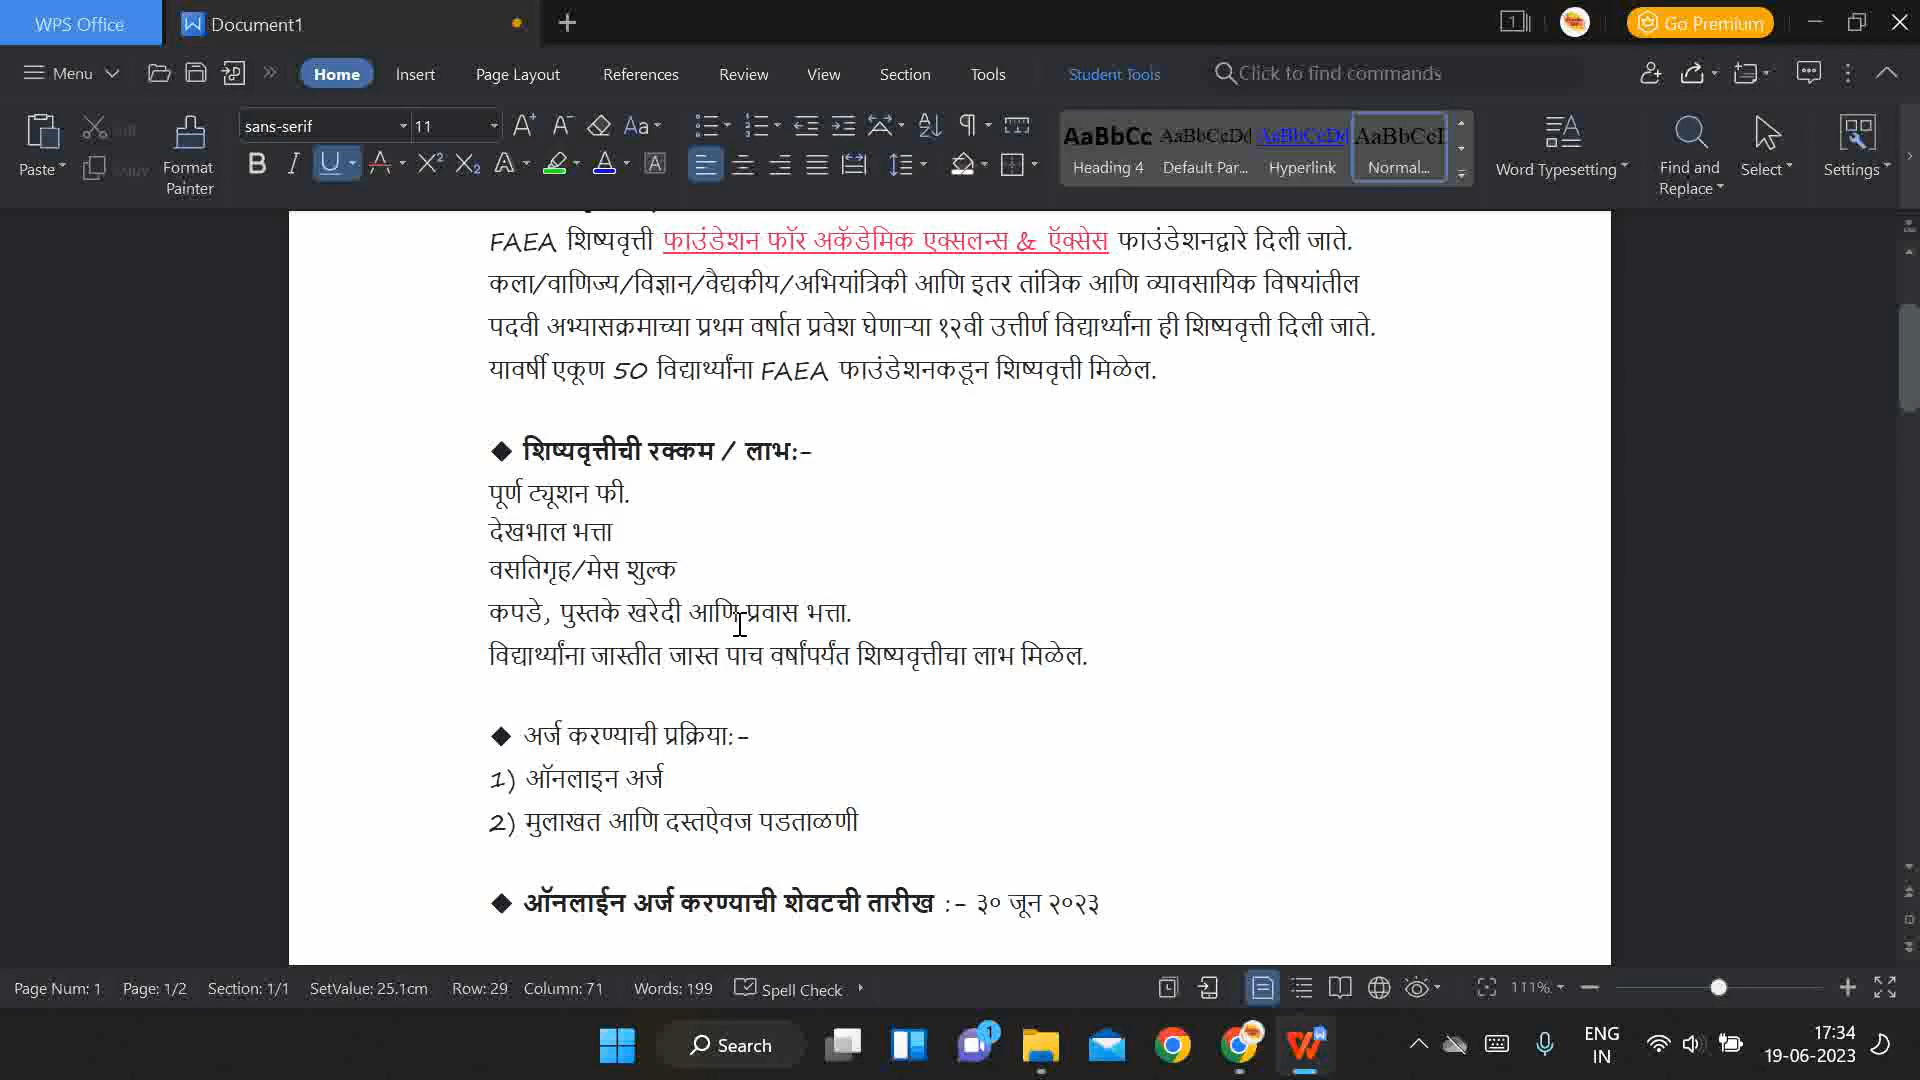 WPS Office
Document1
Go Premium
Menu
Home
Insert
Page Layout
References
Review
View
Section
Tools
Student Tools
Click to find commands
sans-serif
11
Paste
Format Painter
AaBbCc
AaBbCcDd
AaBbCcDd
Heading 4
Default Par...
Hyperlink
Normal...
Word Typesetting
Find and Replace
Select
Settings
FAEA शिष्यवृत्ती फाउंडेशन फॉर अकॅडेमिक एक्सलन्स & ऍक्सेस फाउंडेशनद्वारे दिली जाते.
कला/वाणिज्य/विज्ञान/वैद्यकीय/अभियांत्रिकी आणि इतर तांत्रिक आणि व्यावसायिक विषयांतील
पदवी अभ्यासक्रमाच्या प्रथम वर्षात प्रवेश घेणाऱ्या १२वी उत्तीर्ण विद्यार्थ्यांना ही शिष्यवृत्ती दिली जाते.
यावर्षी एकूण 50 विद्यार्थ्यांना FAEA फाउंडेशनकडून शिष्यवृत्ती मिळेल.
◆ शिष्यवृत्तीची रक्कम / लाभ:-
पूर्ण ट्यूशन फी.
देखभाल भत्ता
वसतिगृह/मेस शुल्क
कपडे, पुस्तके खरेदी आणि प्रवास भत्ता.
विद्यार्थ्यांना जास्तीत जास्त पाच वर्षांपर्यंत शिष्यवृत्तीचा लाभ मिळेल.
◆ अर्ज करण्याची प्रक्रिया:-
1) ऑनलाइन अर्ज
2) मुलाखत आणि दस्तऐवज पडताळणी
◆ ऑनलाईन अर्ज करण्याची शेवटची तारीख :- ३० जून २०२३
Page Num: 1
Page: 1/2
Section: 1/1
SetValue: 25.1cm
Row: 29
Column: 71
Words: 199
Spell Check
111%
Search
1
ENG
IN
17:34
19-06-2023